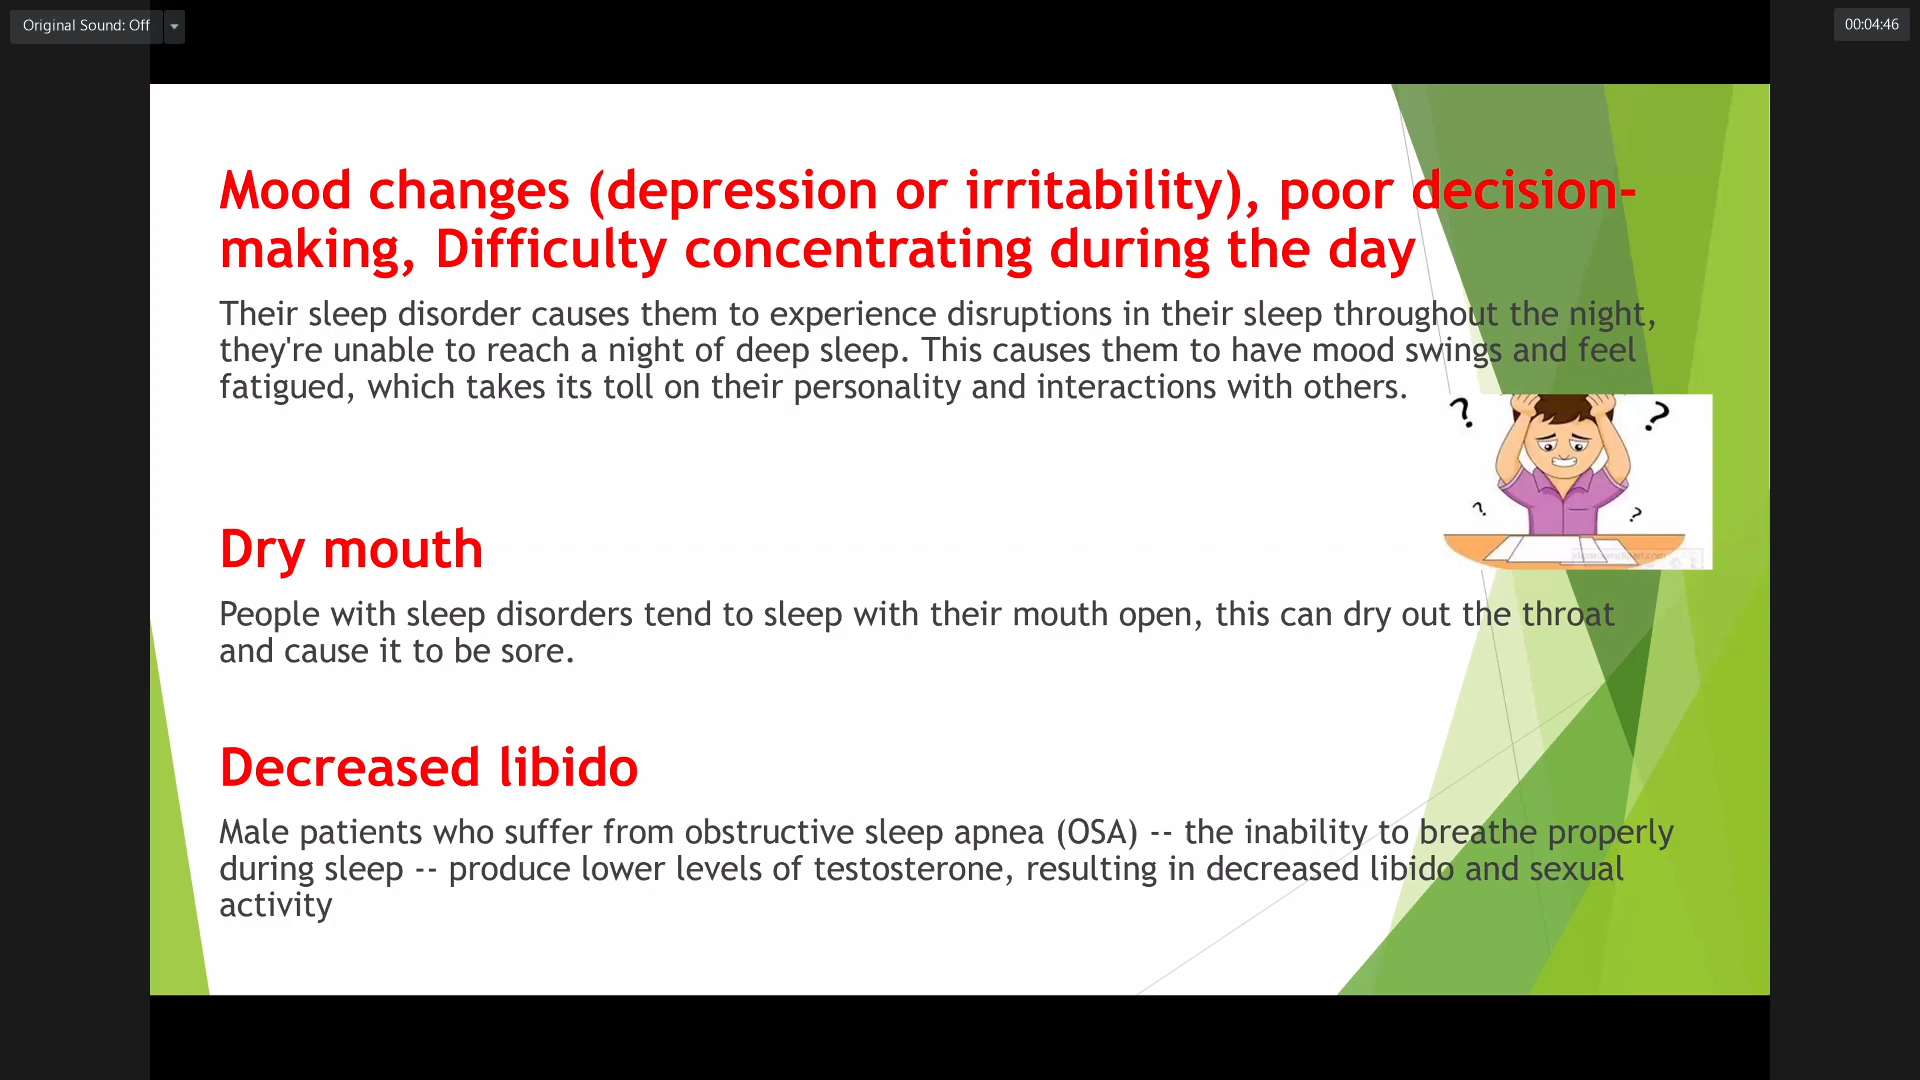 Original Sound: Off
00:04:46
Mood changes (depression or irritability), poor decision-
making, Difficulty concentrating during the day
Their sleep disorder causes them to experience disruptions in their sleep throughout the night,
they're unable to reach a night of deep sleep. This causes them to have mood swings and feel
fatigued, which takes its toll on their personality and interactions with others.
? ?
? ?
Dry mouth
People with sleep disorders tend to sleep with their mouth open, this can dry out the throat
and cause it to be sore.
Decreased libido
Male patients who suffer from obstructive sleep apnea (OSA) -- the inability to breathe properly
during sleep -- produce lower levels of testosterone, resulting in decreased libido and sexual
activity